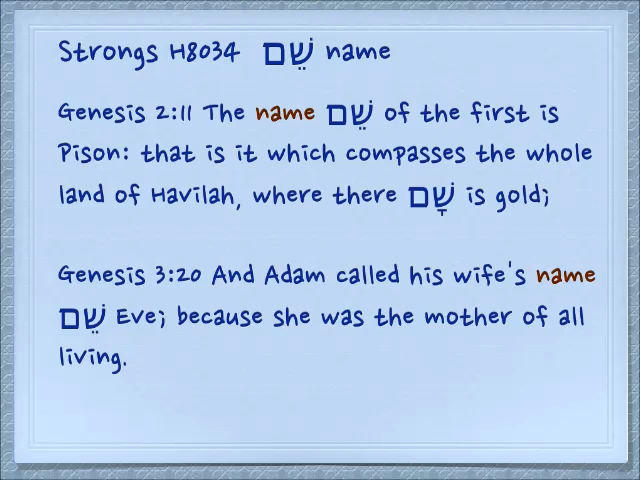 Strongs H8034 שֵׁם name
Genesis 2:11 The name שֵׁם of the first is
Pison: that is it which compasses the whole
land of Havilah, where there שָׁם is gold;
Genesis 3:20 And Adam called his wife's name
שֵׁם Eve; because she was the mother of all
living.